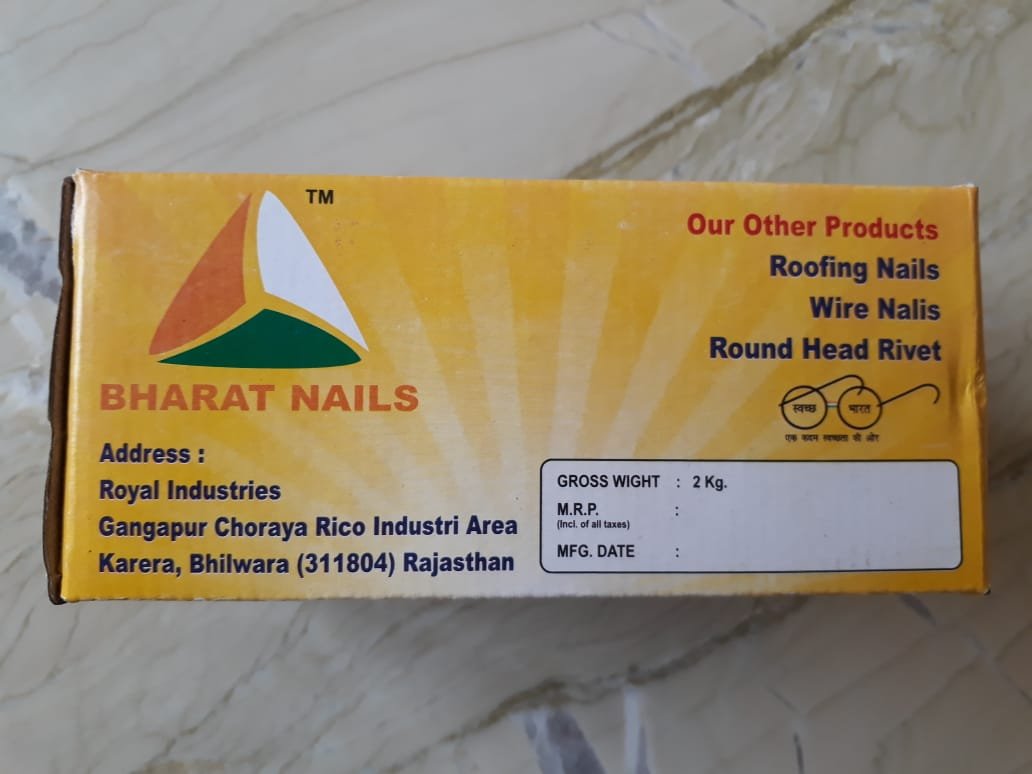 TM
BHARAT NAILS
Address :
Royal Industries
Gangapur Choraya Rico Industri Area
Karera, Bhilwara (311804) Rajasthan
Our Other Products
Roofing Nails
Wire Nalis
Round Head Rivet
स्वच्छ भारत
एक कदम स्वच्छता की ओर
GROSS WIGHT : 2 Kg.
M.R.P. :
(Incl. of all taxes)
MFG. DATE :